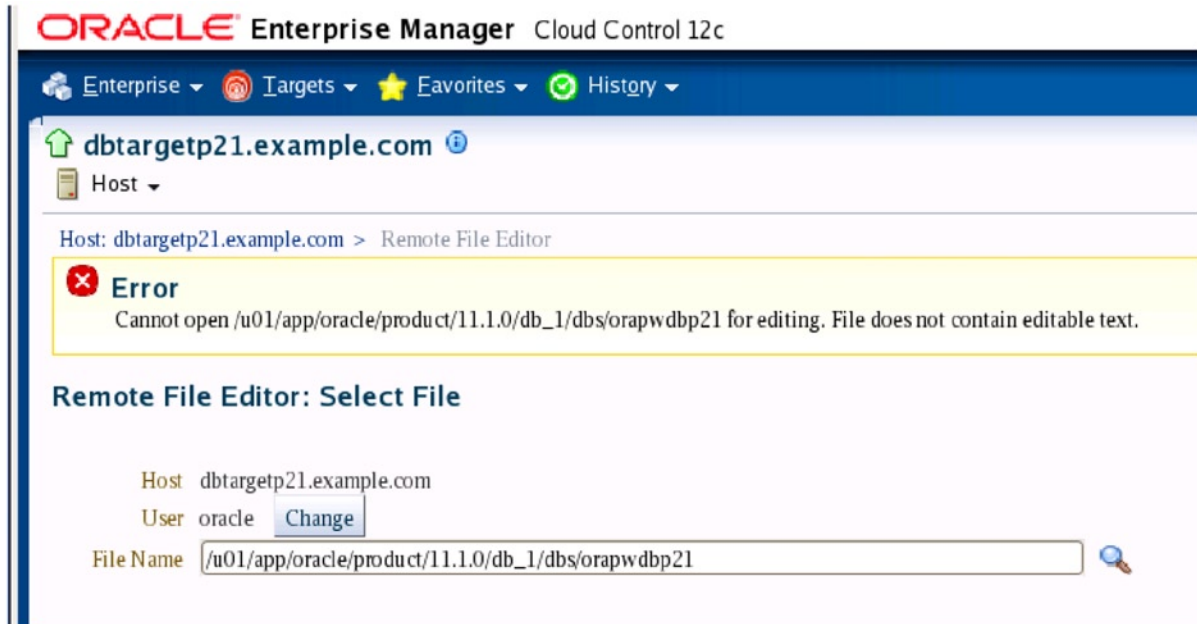 ORACLE Enterprise Manager Cloud Control 12c
Enterprise Targets Favorites History
dbtargetp21.example.com
Host
Host: dbtargetp21.example.com > Remote File Editor
Error
Cannot open /u01/app/oracle/product/11.1.0/db_1/dbs/orapwdbp21 for editing. File does not contain editable text.
Remote File Editor: Select File
Host dbtargetp21.example.com
User oracle Change
File Name /u01/app/oracle/product/11.1.0/db_1/dbs/orapwdbp21